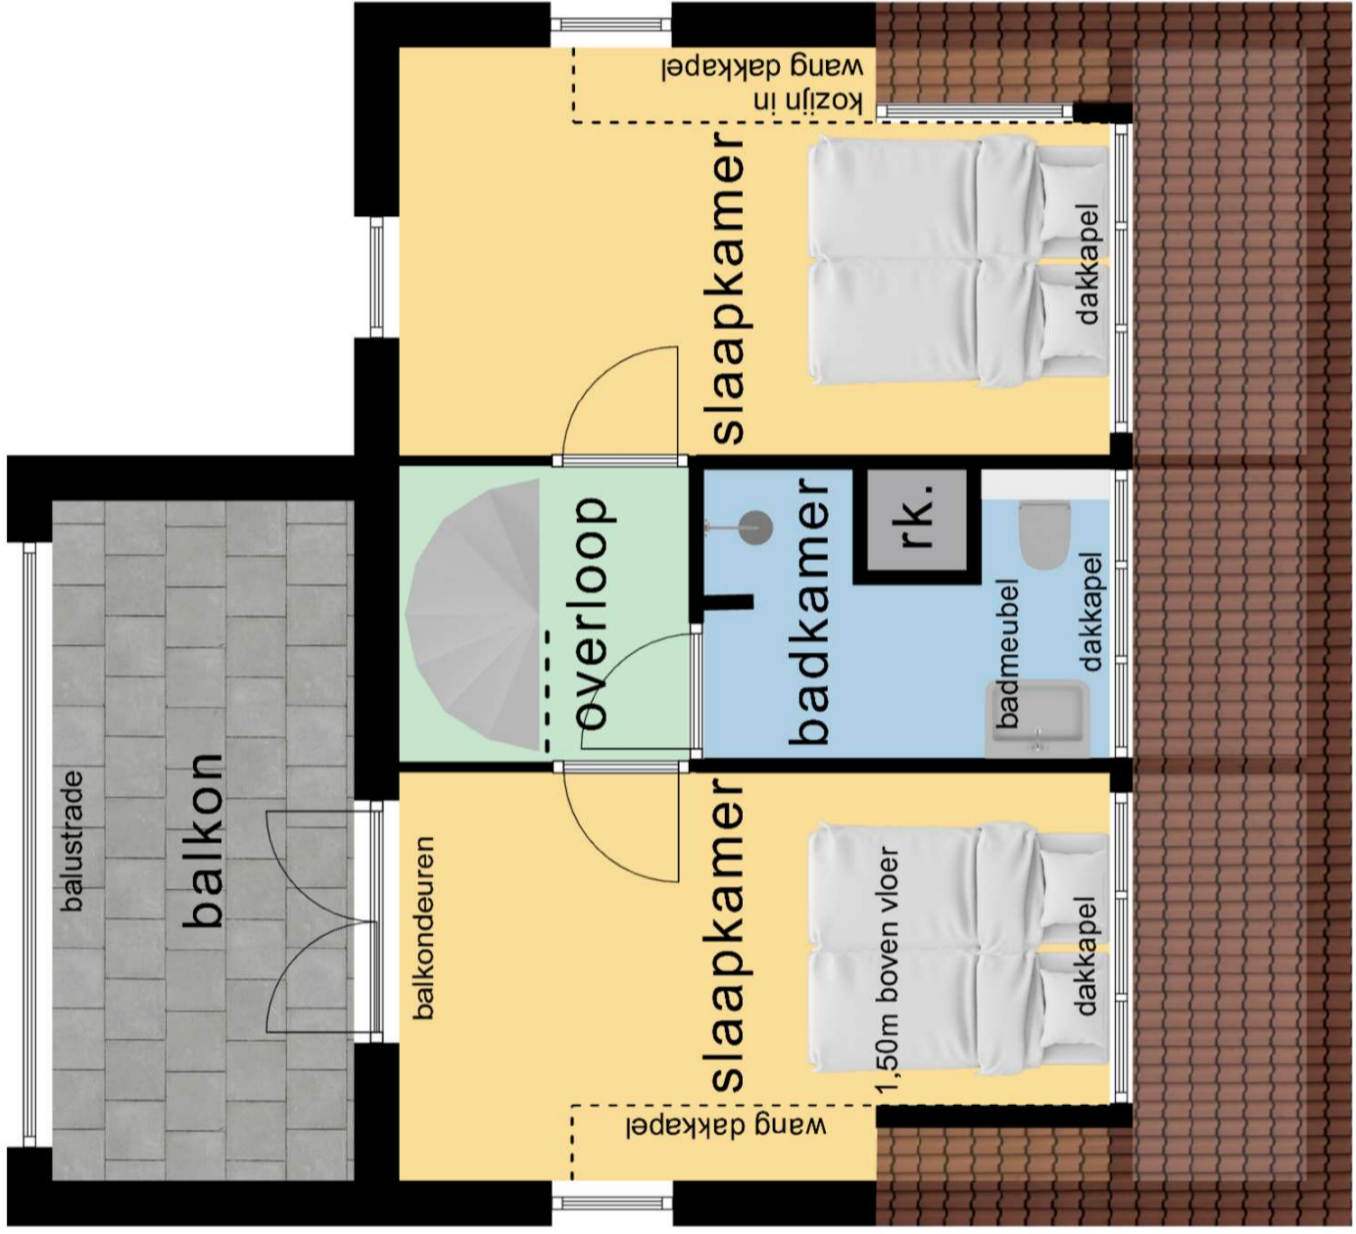 balustrade
balkon
balkondeuren
slaapkamer
1,50m boven vloer
dakkapel
wang dakkapel
overloop
badkamer
rk.
badmeubel
dakkapel
slaapkamer
dakkapel
kozijn in
wang dakkapel